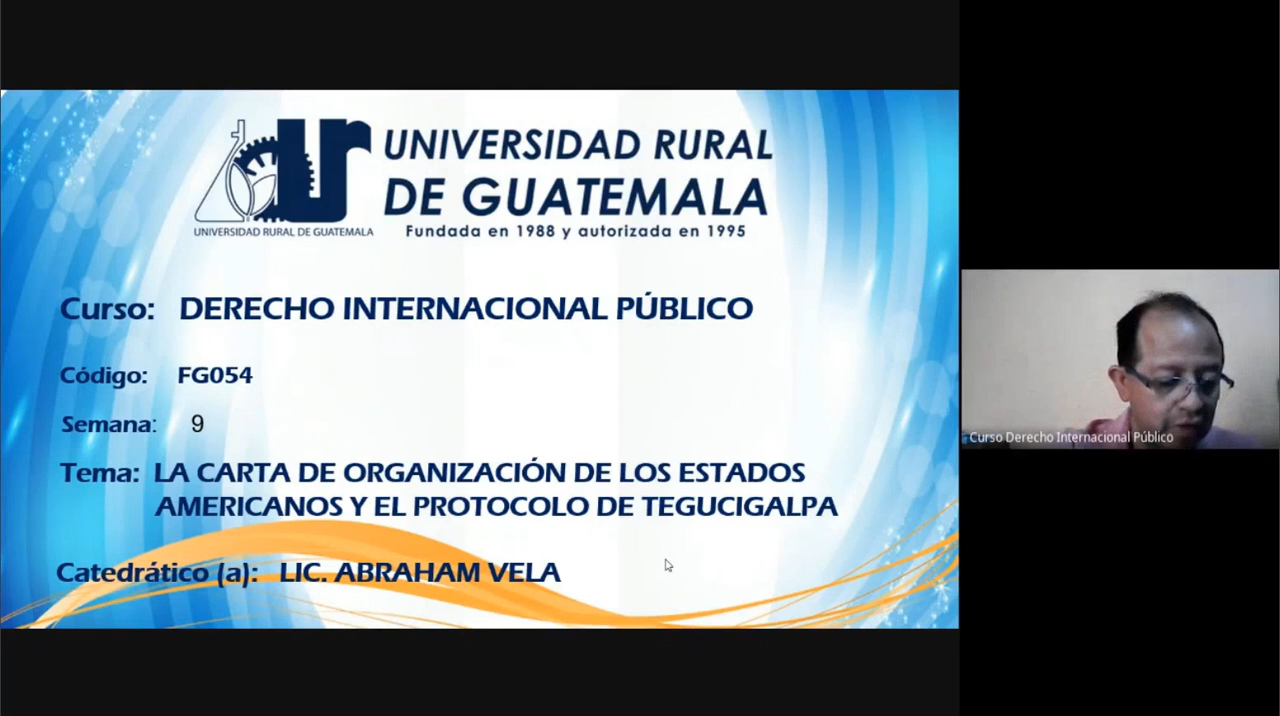 ur
UNIVERSIDAD RURAL DE GUATEMALA
UNIVERSIDAD RURAL
DE GUATEMALA
Fundada en 1988 y autorizada en 1995
Curso: DERECHO INTERNACIONAL PÚBLICO
Código: FG054
Semana: 9
Tema: LA CARTA DE ORGANIZACIÓN DE LOS ESTADOS
AMERICANOS Y EL PROTOCOLO DE TEGUCIGALPA
Catedrático (a): LIC. ABRAHAM VELA
Curso Derecho Internacional Público